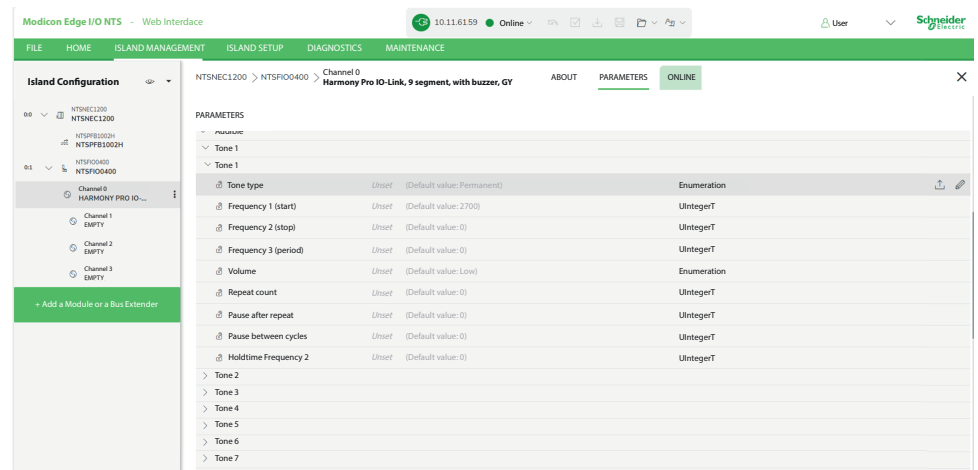 Modicon Edge I/O NTS - Web Interdace
10.11.61.59 Online
User
Schneider Electric
FILE HOME ISLAND MANAGEMENT ISLAND SETUP DIAGNOSTICS MAINTENANCE
Island Configuration
NTSNEC1200 > NTSFIO0400 > Channel 0
Harmony Pro IO-Link, 9 segment, with buzzer, GY
ABOUT PARAMETERS ONLINE
0:0 NTSNEC1200
NTSNEC1200
NTSPFB1002H
NTSPFB1002H
0:1 NTSFIO0400
NTSFIO0400
Channel 0
HARMONY PRO IO-...
Channel 1
EMPTY
Channel 2
EMPTY
Channel 3
EMPTY
+ Add a Module or a Bus Extender
PARAMETERS
Audible
Tone 1
Tone 1
Tone type Unset (Default value: Permanent) Enumeration
Frequency 1 (start) Unset (Default value: 2700) UIntegerT
Frequency 2 (stop) Unset (Default value: 0) UIntegerT
Frequency 3 (period) Unset (Default value: 0) UIntegerT
Volume Unset (Default value: Low) Enumeration
Repeat count Unset (Default value: 0) UIntegerT
Pause after repeat Unset (Default value: 0) UIntegerT
Pause between cycles Unset (Default value: 0) UIntegerT
Holdtime Frequency 2 Unset (Default value: 0) UIntegerT
Tone 2
Tone 3
Tone 4
Tone 5
Tone 6
Tone 7